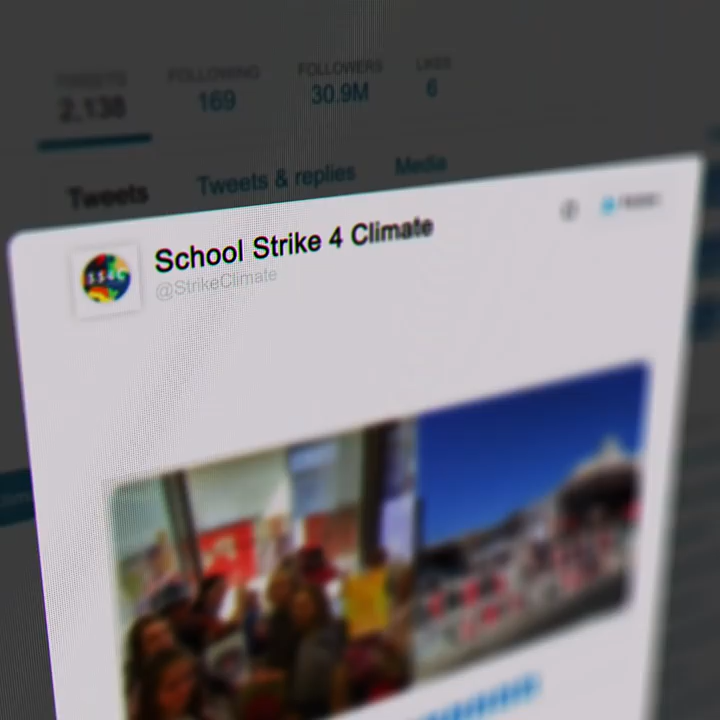 TWEETS
FOLLOWING
FOLLOWERS
LIKES
2.138
169
30.9M
6
Tweets
Tweets & replies
Media
School Strike 4 Climate
@StrikeClimate
SS4C